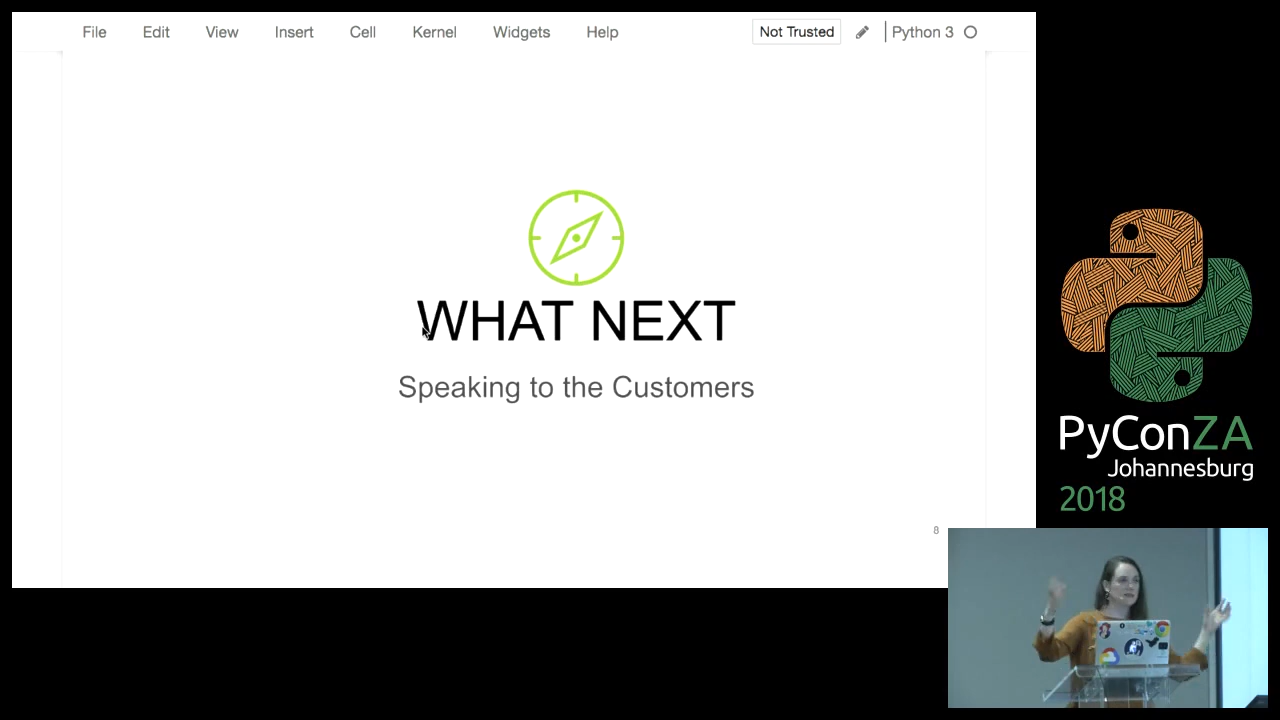 File Edit View Insert Cell Kernel Widgets Help Not Trusted Python 3
WHAT NEXT
Speaking to the Customers
8
PyConZA
Johannesburg
2018